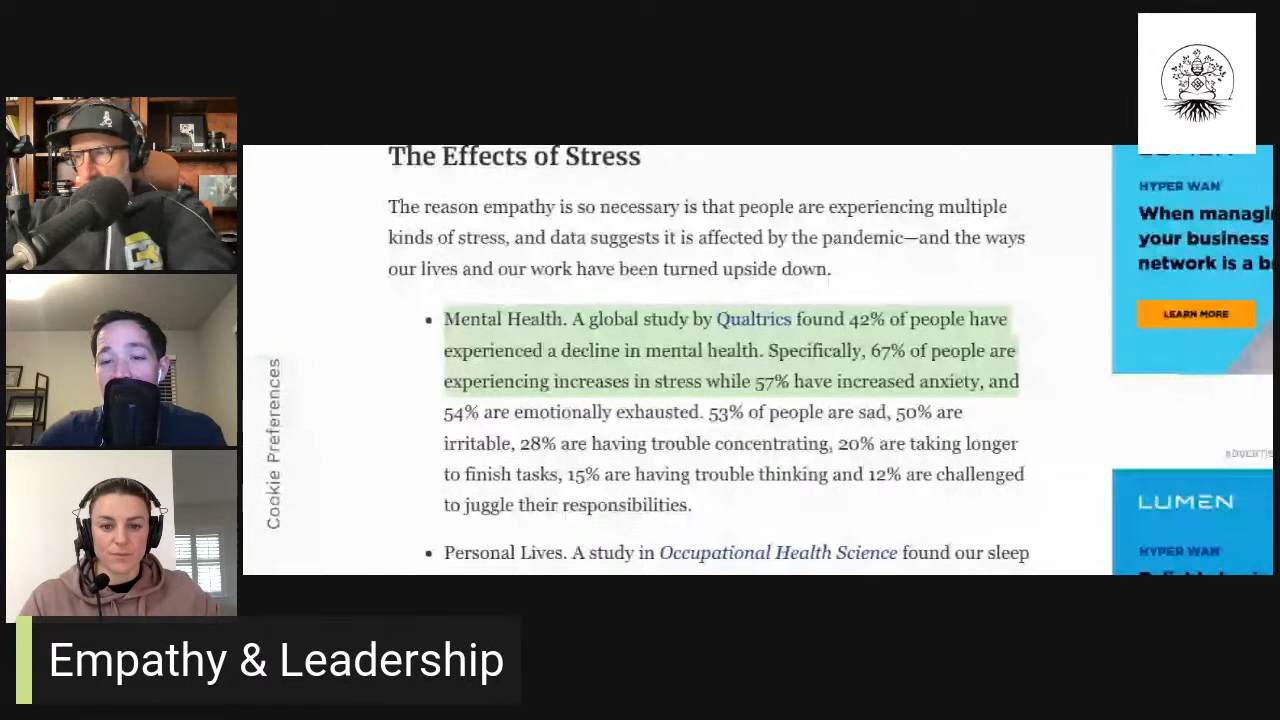 The Effects of Stress
The reason empathy is so necessary is that people are experiencing multiple
kinds of stress, and data suggests it is affected by the pandemic—and the ways
our lives and our work have been turned upside down.
• Mental Health. A global study by Qualtrics found 42% of people have
experienced a decline in mental health. Specifically, 67% of people are
experiencing increases in stress while 57% have increased anxiety, and
54% are emotionally exhausted. 53% of people are sad, 50% are
irritable, 28% are having trouble concentrating, 20% are taking longer
to finish tasks, 15% are having trouble thinking and 12% are challenged
to juggle their responsibilities.
• Personal Lives. A study in Occupational Health Science found our sleep
Cookie Preferences
HYPER WAN
When managi
your business
network is a b
LEARN MORE
LUMEN
HYPER WAN
Empathy & Leadership